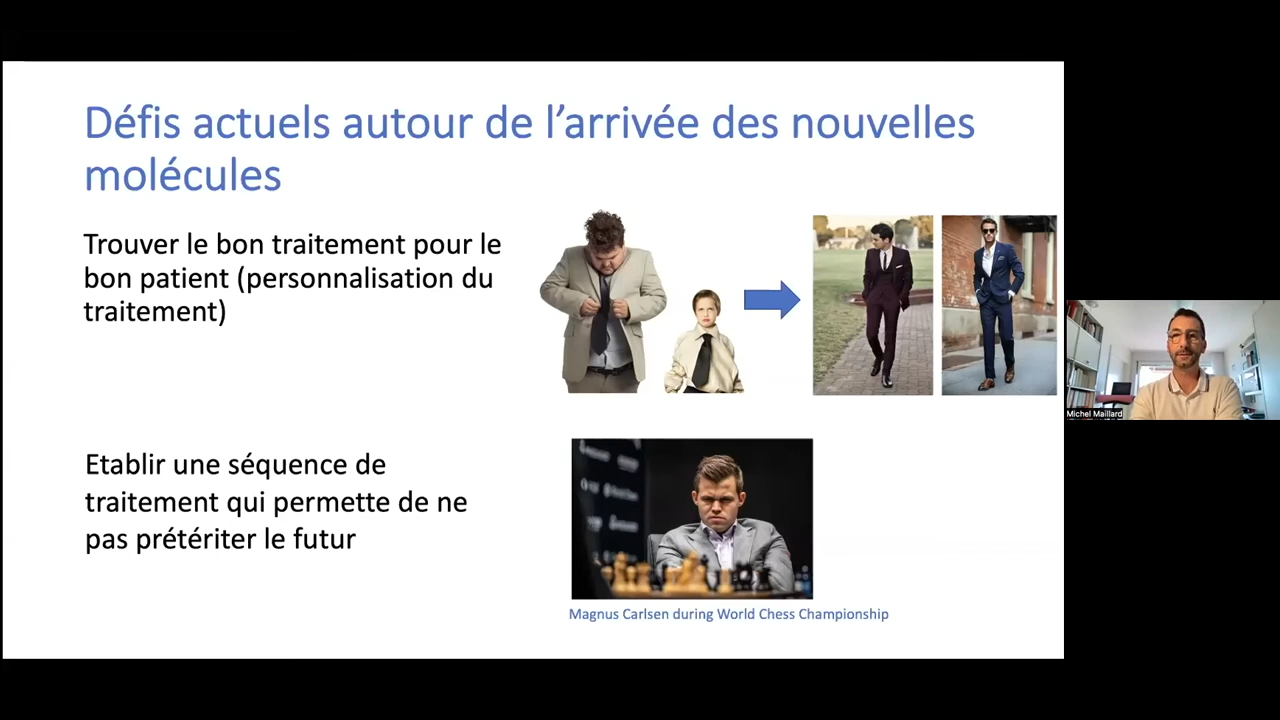 Défis actuels autour de l’arrivée des nouvelles
molécules
Trouver le bon traitement pour le
bon patient (personnalisation du
traitement)
Etablir une séquence de
traitement qui permette de ne
pas prétériter le futur
Magnus Carlsen during World Chess Championship
Michel Maillard